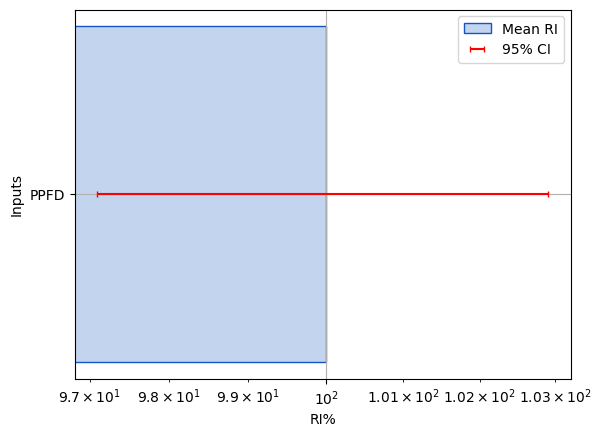 Mean RI
95% CI
Inputs
PPFD
9.7 × 10¹ 9.8 × 10¹ 9.9 × 10¹ 10² 1.01 × 10² 1.02 × 10² 1.03 × 10²
RI%